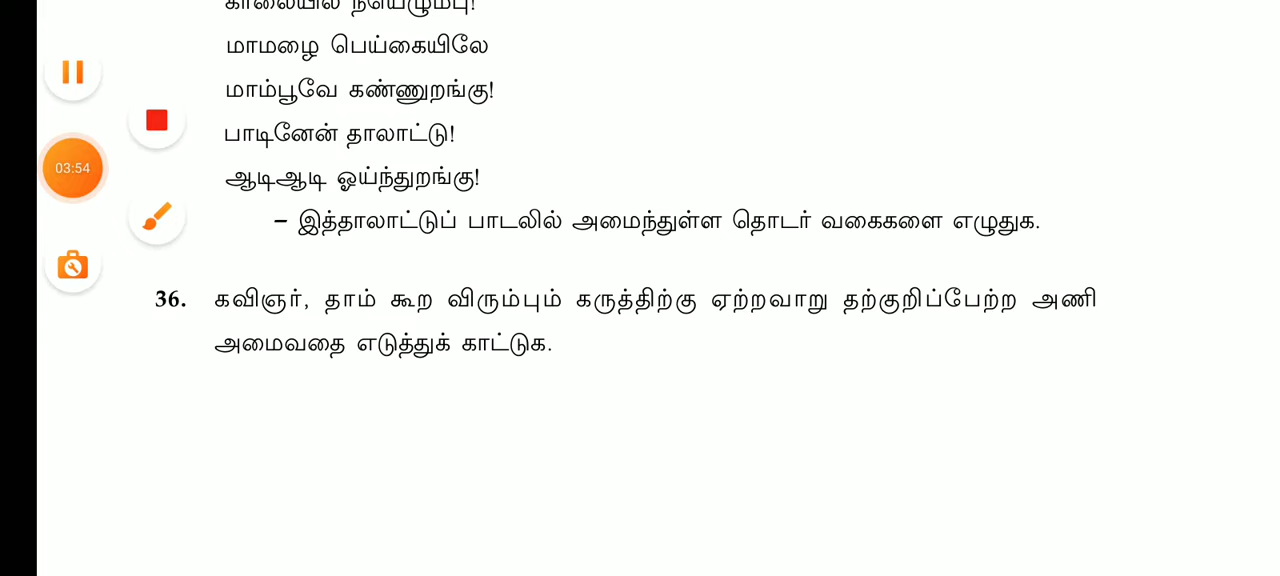 காலையில் நீயெழும்பு!
மாமழை பெய்கையிலே
மாம்பூவே கண்ணுறங்கு!
பாடினேன் தாலாட்டு!
ஆடிஆடி ஓய்ந்துறங்கு!
– இத்தாலாட்டுப் பாடலில் அமைந்துள்ள தொடர் வகைகளை எழுதுக.
03:54
36. கவிஞர், தாம் கூற விரும்பும் கருத்திற்கு ஏற்றவாறு தற்குறிப்பேற்ற அணி
அமைவதை எடுத்துக் காட்டுக.